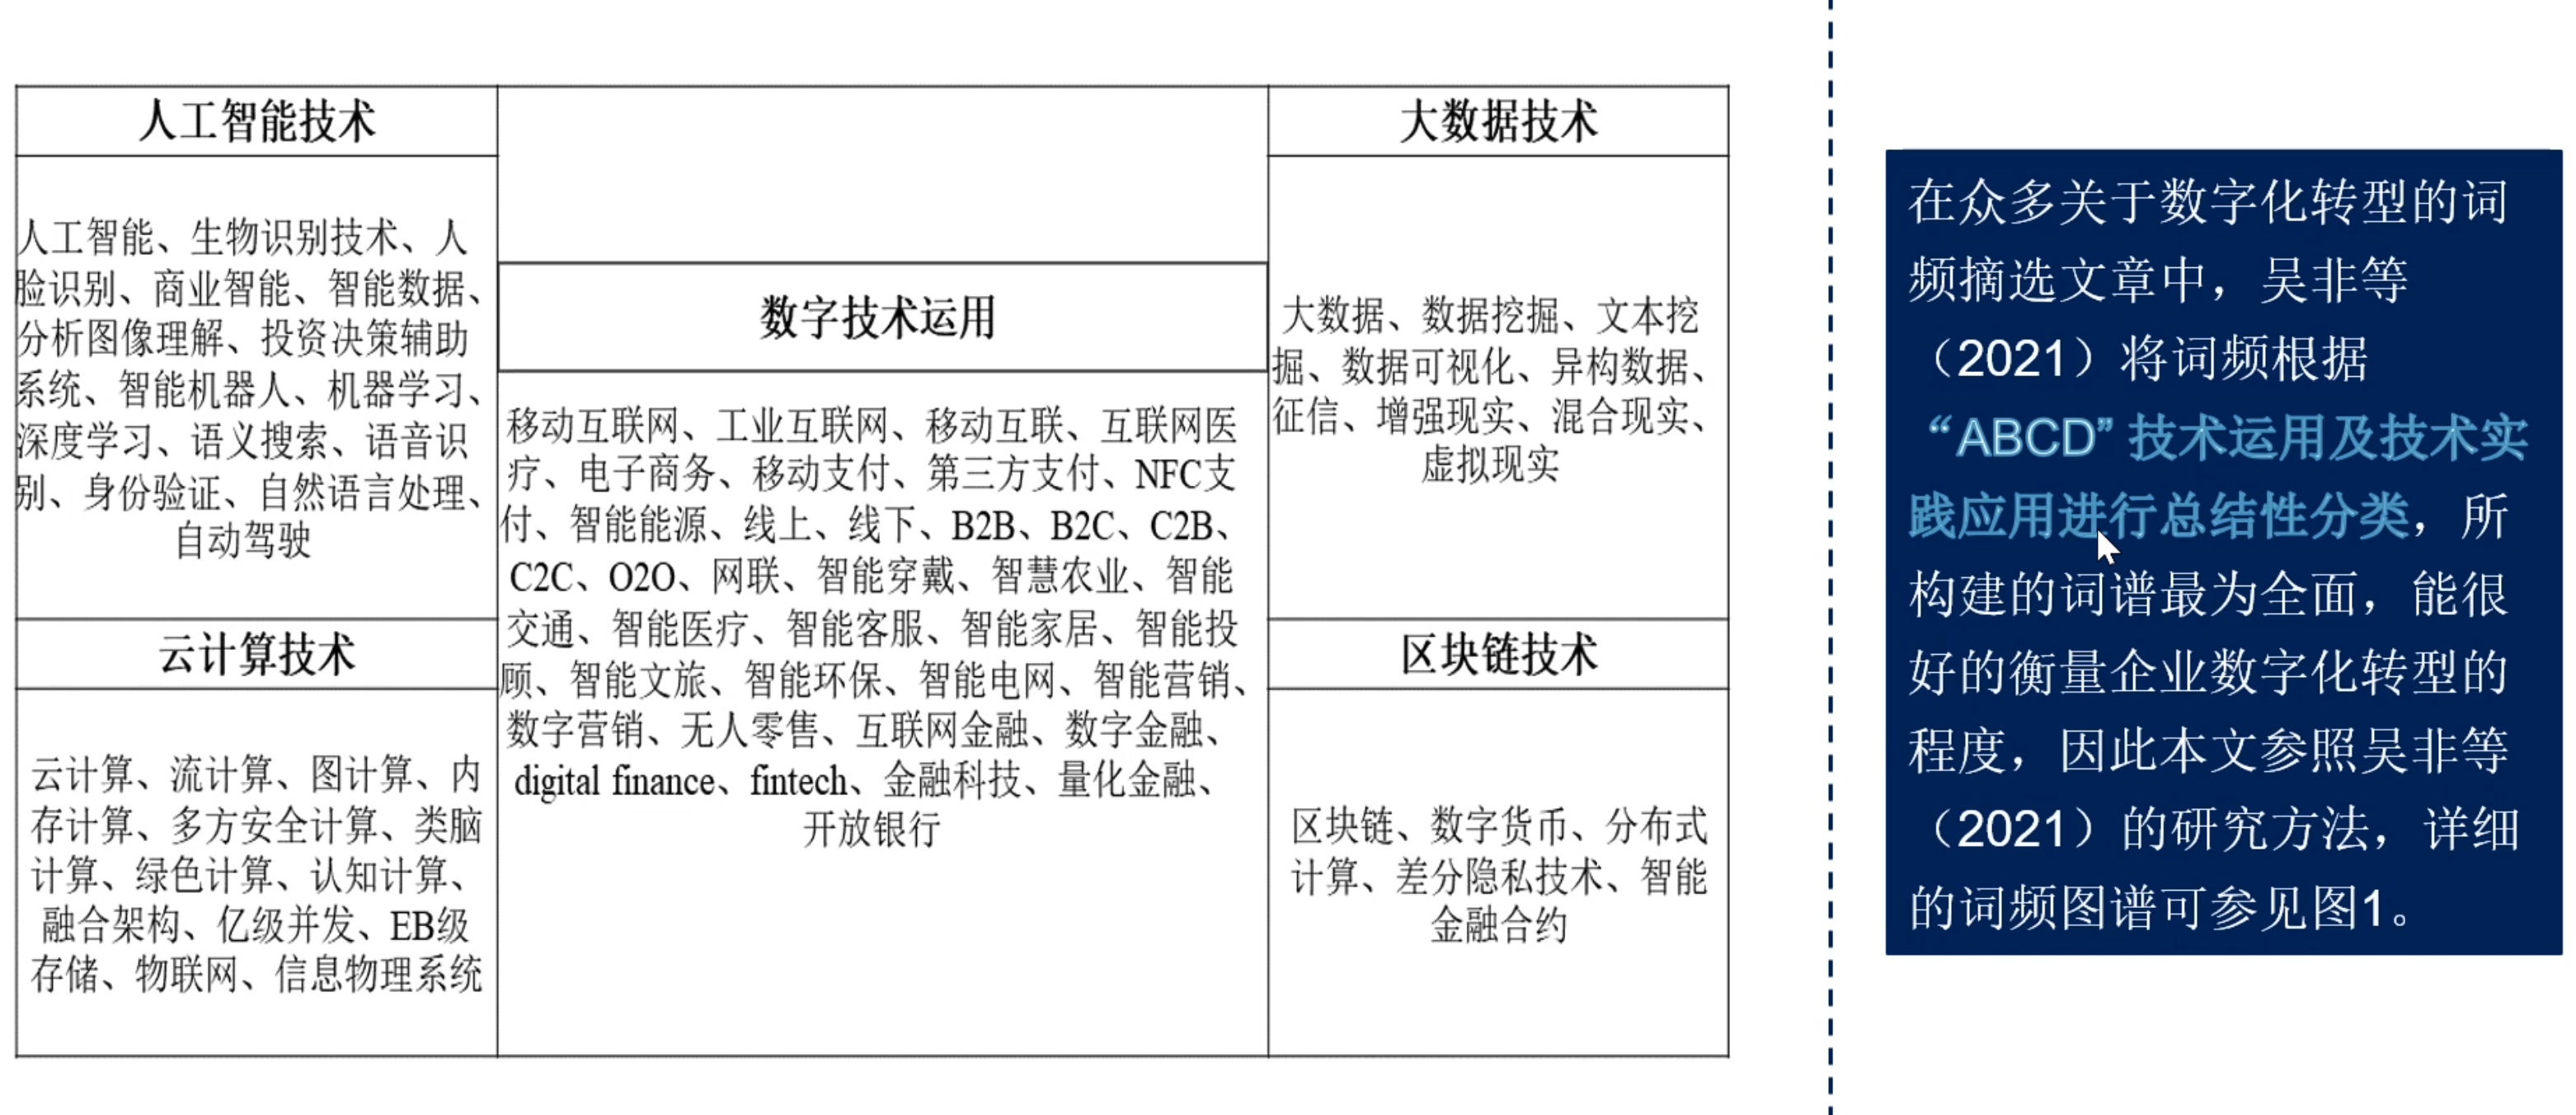 人工智能技术
人工智能、生物识别技术、人
脸识别、商业智能、智能数据、
分析图像理解、投资决策辅助
系统、智能机器人、机器学习、
深度学习、语义搜索、语音识
别、身份验证、自然语言处理、
自动驾驶
云计算技术
云计算、流计算、图计算、内
存计算、多方安全计算、类脑
计算、绿色计算、认知计算、
融合架构、亿级并发、EB级
存储、物联网、信息物理系统
数字技术运用
移动互联网、工业互联网、移动互联、互联网医
疗、电子商务、移动支付、第三方支付、NFC支
付、智能能源、线上、线下、B2B、B2C、C2B、
C2C、O2O、网联、智能穿戴、智慧农业、智能
交通、智能医疗、智能客服、智能家居、智能投
顾、智能文旅、智能环保、智能电网、智能营销、
数字营销、无人零售、互联网金融、数字金融、
digital finance、fintech、金融科技、量化金融、
开放银行
大数据技术
大数据、数据挖掘、文本挖
掘、数据可视化、异构数据、
征信、增强现实、混合现实、
虚拟现实
区块链技术
区块链、数字货币、分布式
计算、差分隐私技术、智能
金融合约
在众多关于数字化转型的词
频摘选文章中，吴非等
（2021）将词频根据
“ABCD”技术运用及技术实
践应用进行总结性分类，所
构建的词谱最为全面，能很
好的衡量企业数字化转型的
程度，因此本文参照吴非等
（2021）的研究方法，详细
的词频图谱可参见图1。